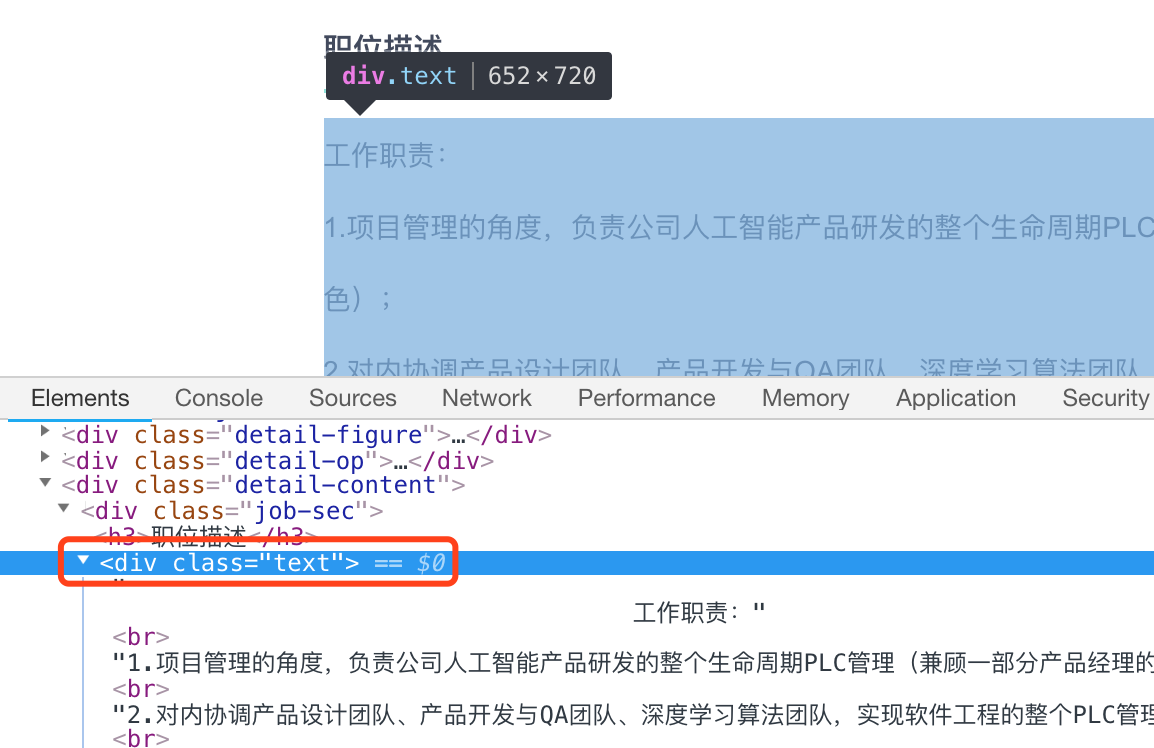 职位描述
div.text 652×720
工作职责：
1.项目管理的角度，负责公司人工智能产品研发的整个生命周期PLC
色）；
2.对内协调产品设计团队、产品开发与QA团队、深度学习算法团队
Elements Console Sources Network Performance Memory Application Security
<div class="detail-figure">…</div>
<div class="detail-op">…</div>
<div class="detail-content">
<div class="job-sec">
<h3>职位描述</h3>
<div class="text"> == $0
"
工作职责："
<br>
"1.项目管理的角度，负责公司人工智能产品研发的整个生命周期PLC管理（兼顾一部分产品经理的
<br>
"2.对内协调产品设计团队、产品开发与QA团队、深度学习算法团队，实现软件工程的整个PLC管理
<br>